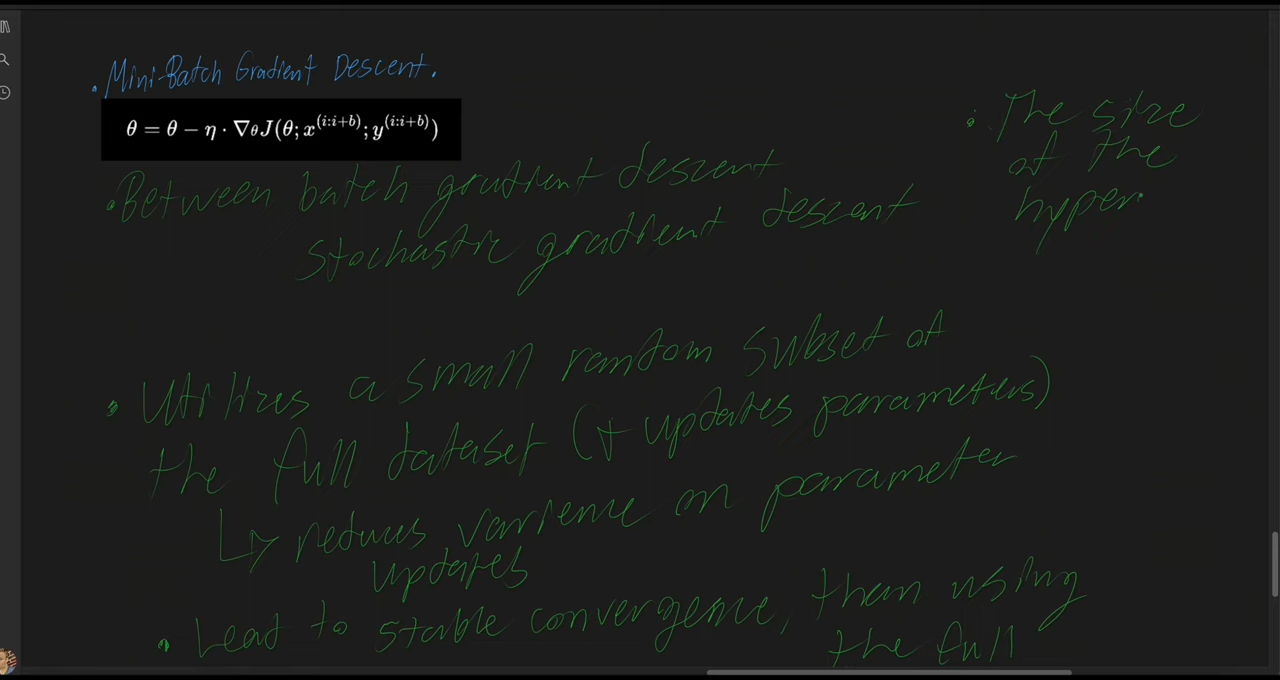 . Mini-Batch Gradient Descent.
θ = θ − η · ∇θJ(θ; x^(i:i+b); y^(i:i+b))
• Between batch gradient descent
stochastic gradient descent
• Utilizes a small random subset of
the full dataset (+ updates parameters)
↳ reduces varience on parameter
updates
• Leat to stable convergence, than using
the full
• The size
of the
hyper.